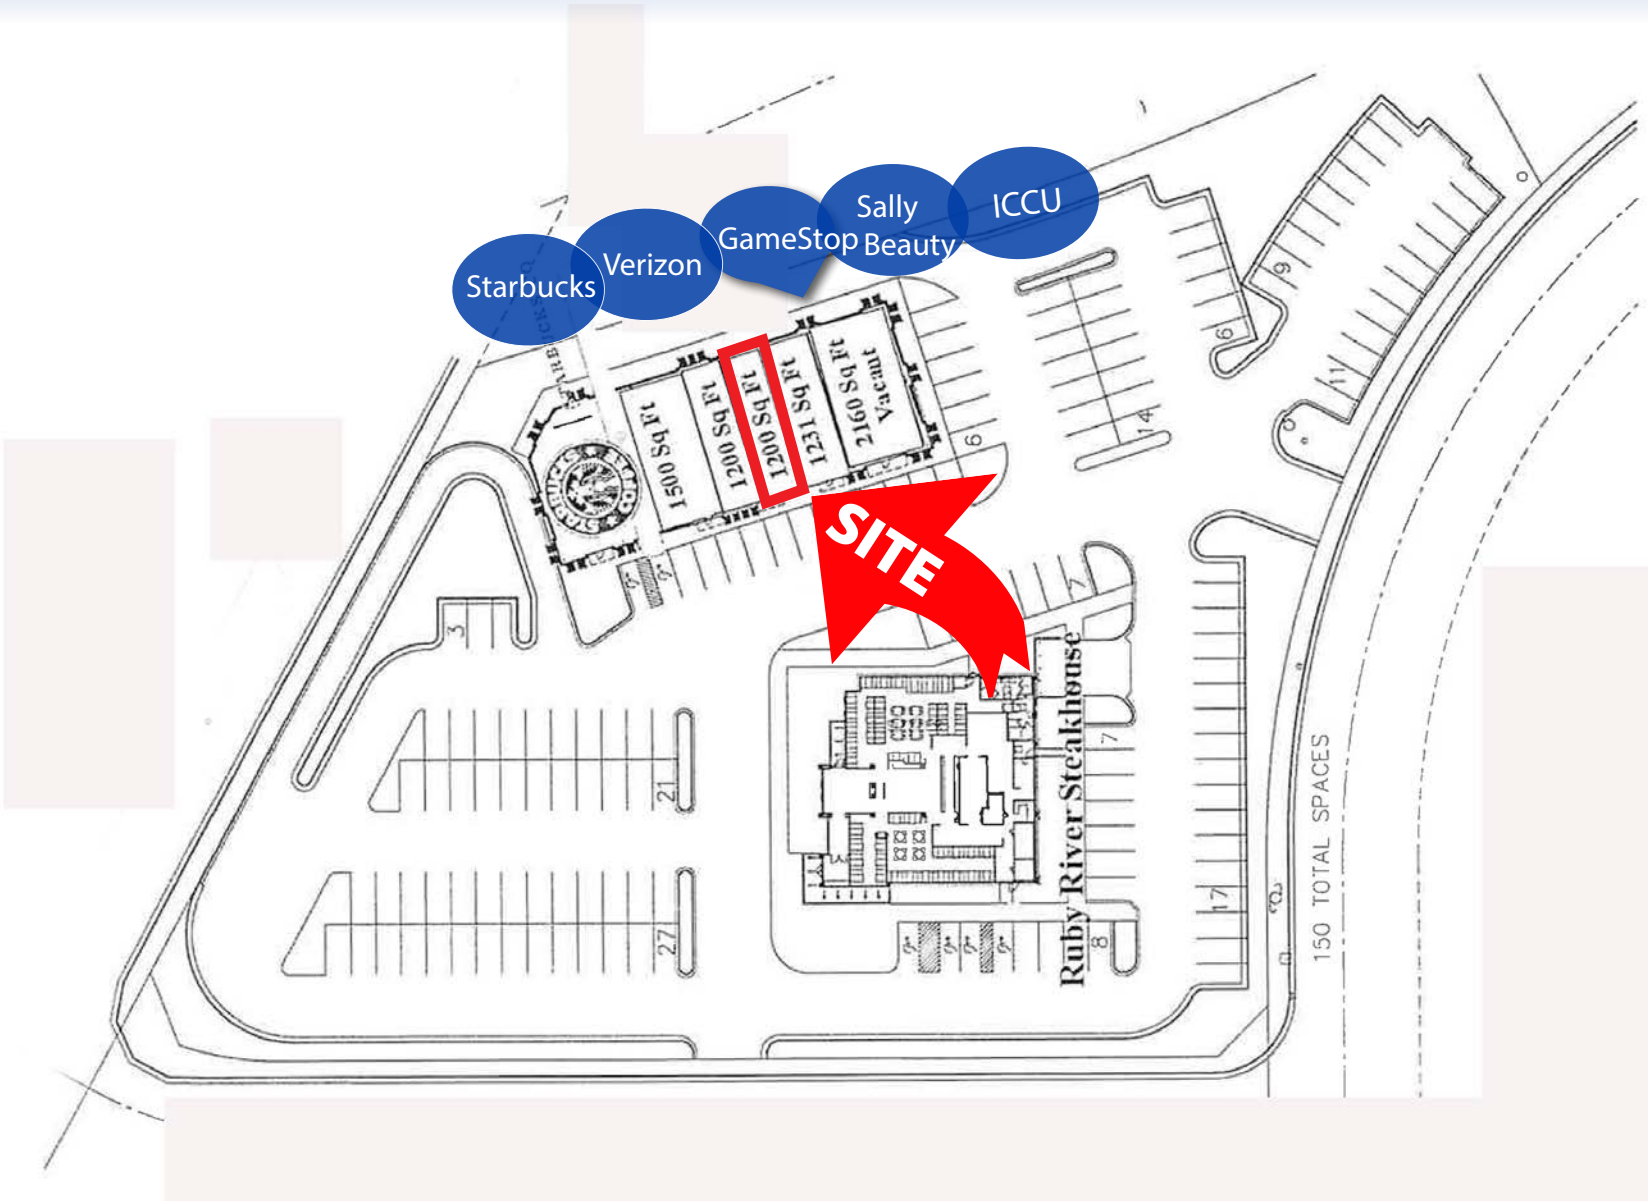 Starbucks
Verizon
GameStop
Sally
Beauty
ICCU
1500 Sq Ft
1200 Sq Ft
1200 Sq Ft
1231 Sq Ft
2160 Sq Ft
Vacant
SITE
Ruby River Steakhouse
150 TOTAL SPACES
9
6
11
14
6
7
3
7
21
17
27
8